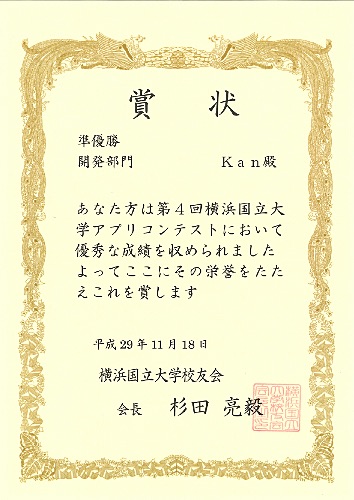 賞状
準優勝
開発部門 Kan殿
あなた方は第4回横浜国立大
学アプリコンテストにおいて
優秀な成績を収められました
よってここにその栄誉をたた
えこれを賞します
平成29年11月18日
横浜国立大学校友会
会長 杉田 亮毅